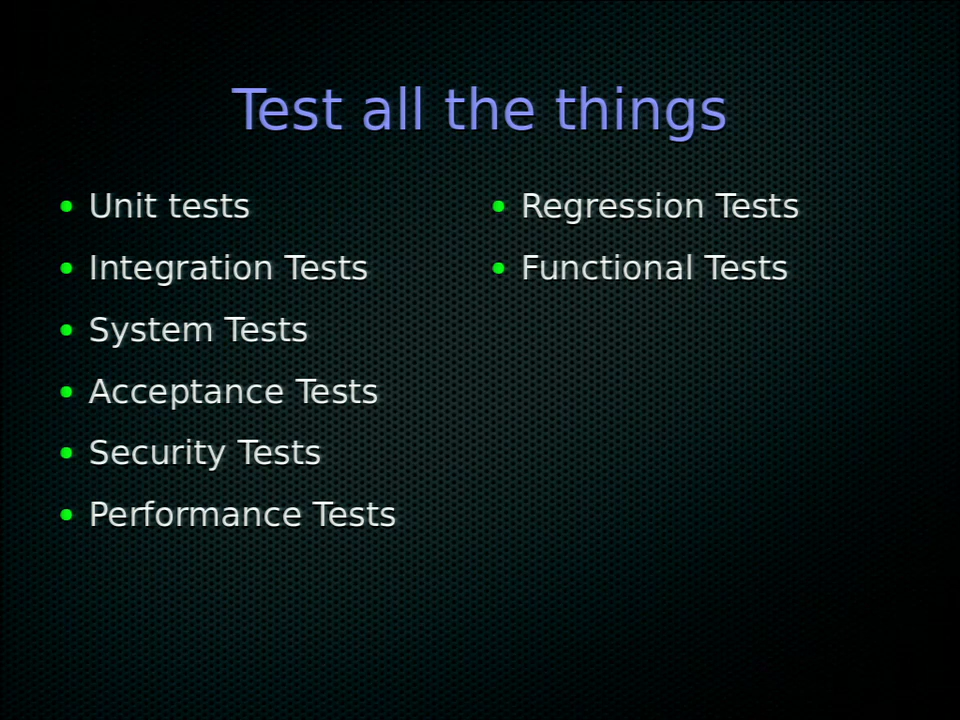 Test all the things
Unit tests
Integration Tests
System Tests
Acceptance Tests
Security Tests
Performance Tests
Regression Tests
Functional Tests